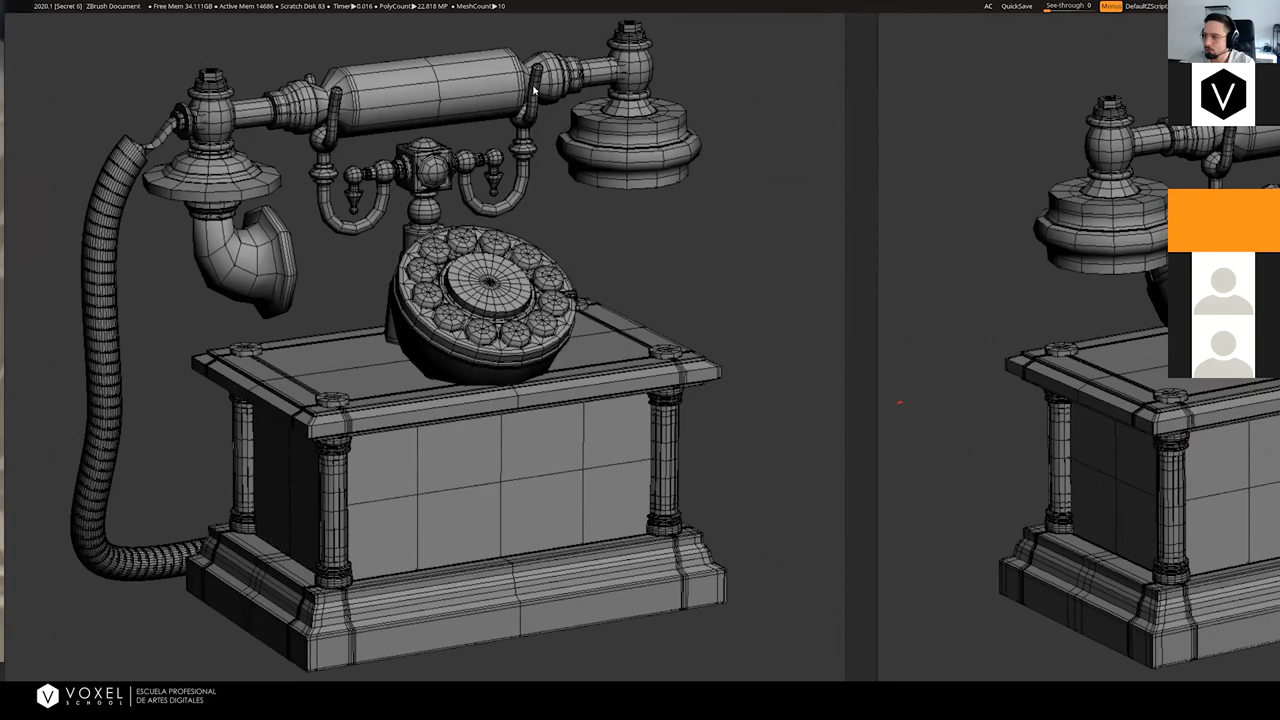 2020.1 [Secret 6] ZBrush Document • Free Mem 34.111GB • Active Mem 14686 • Scratch Disk 83 • Timer▶0.016 • PolyCount▶22.818 MP • MeshCount▶10
AC QuickSave See-through 0 Menus DefaultZScript
V
VOXEL
SCHOOL
ESCUELA PROFESIONAL
DE ARTES DIGITALES